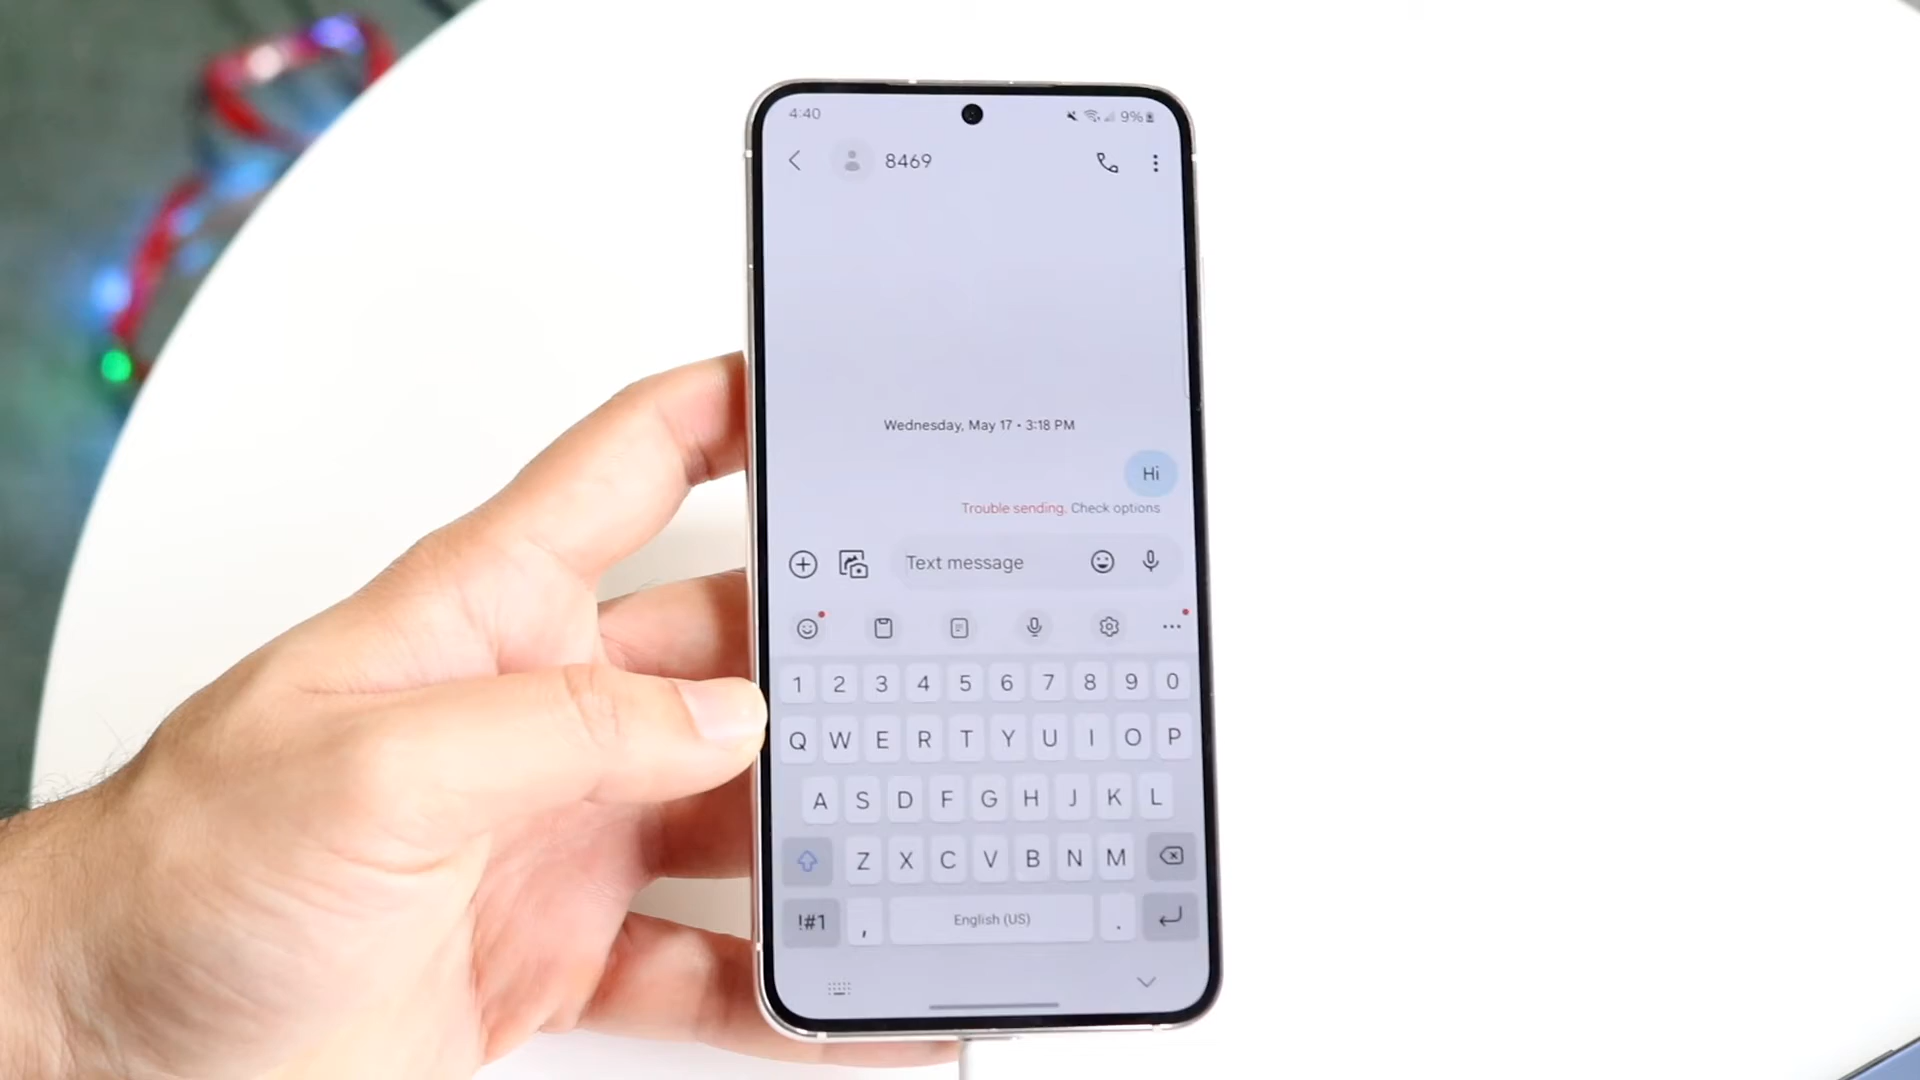 4:40 9%
8469
Wednesday, May 17 • 3:18 PM
Hi
Trouble sending. Check options
Text message
1 2 3 4 5 6 7 8 9 0
Q W E R T Y U I O P
A S D F G H J K L
Z X C V B N M
!#1 , English (US) .